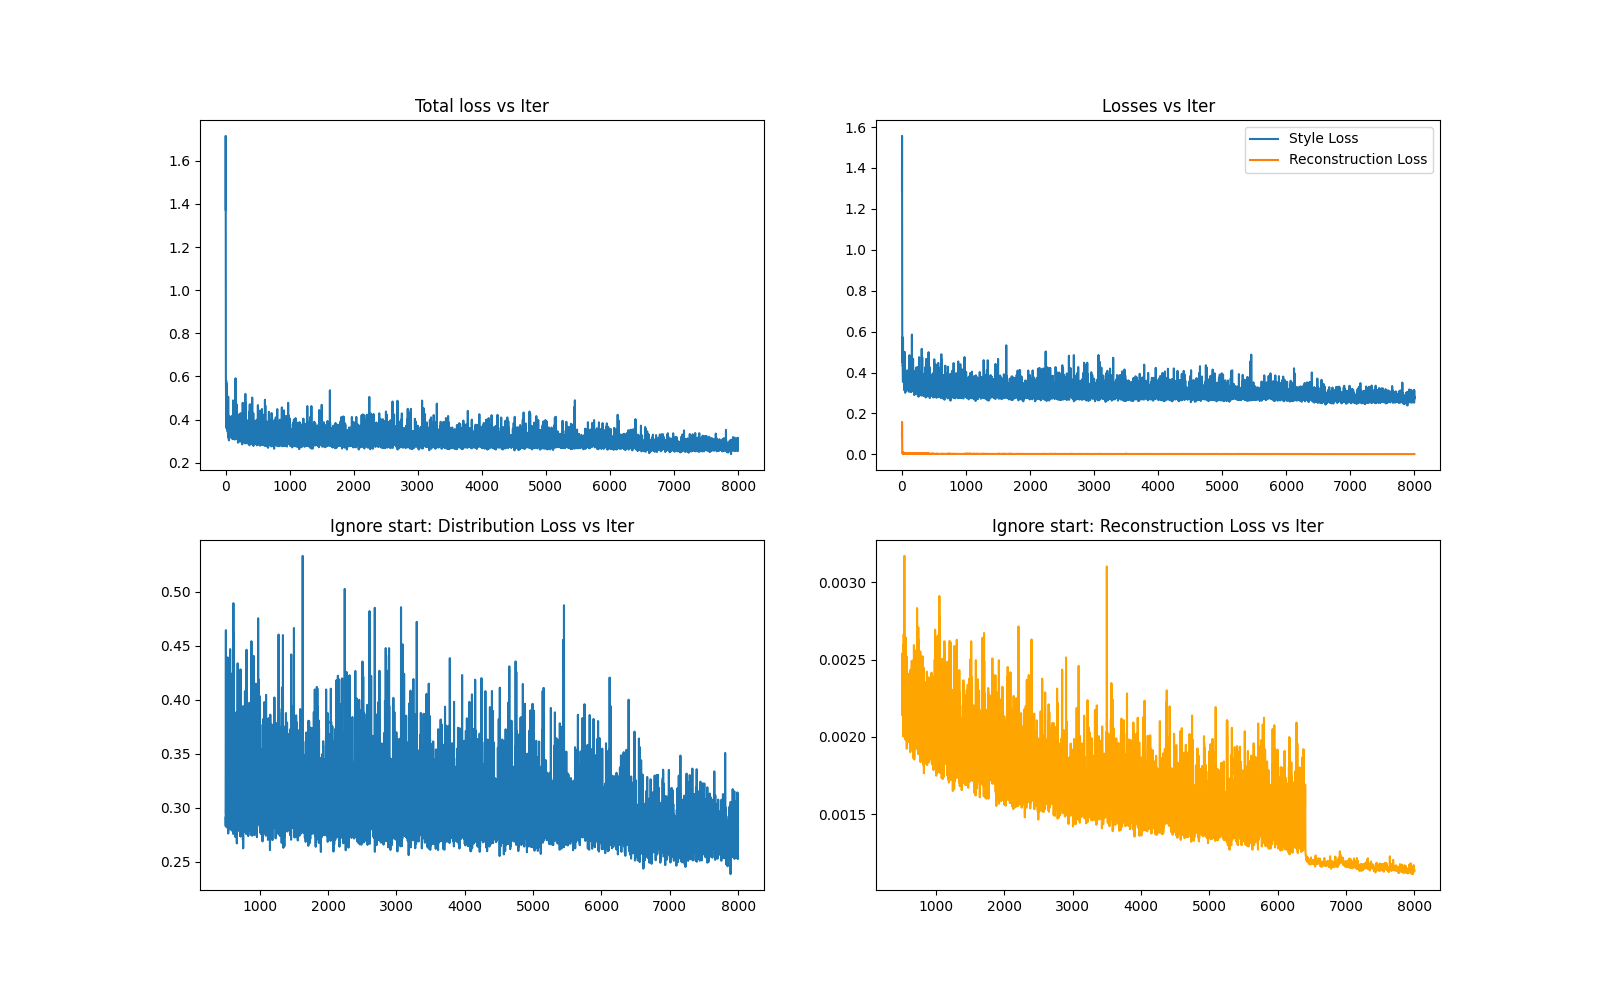 Total loss vs Iter
1.6
1.4
1.2
1.0
0.8
0.6
0.4
0.2
0 1000 2000 3000 4000 5000 6000 7000 8000
Losses vs Iter
Style Loss
Reconstruction Loss
1.6
1.4
1.2
1.0
0.8
0.6
0.4
0.2
0.0
0 1000 2000 3000 4000 5000 6000 7000 8000
Ignore start: Distribution Loss vs Iter
0.50
0.45
0.40
0.35
0.30
0.25
1000 2000 3000 4000 5000 6000 7000 8000
Ignore start: Reconstruction Loss vs Iter
0.0030
0.0025
0.0020
0.0015
1000 2000 3000 4000 5000 6000 7000 8000